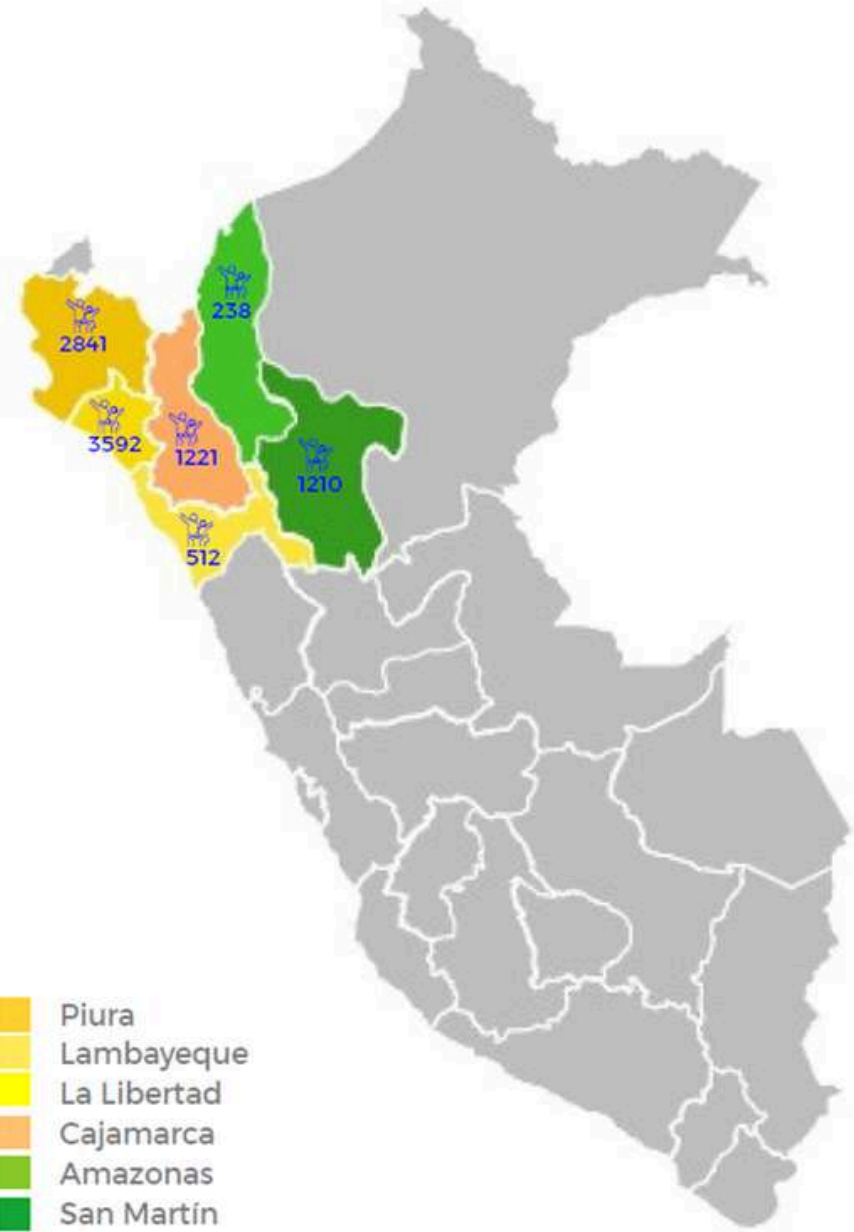 238
2841
3592
1221
1210
512
Piura
Lambayeque
La Libertad
Cajamarca
Amazonas
San Martín